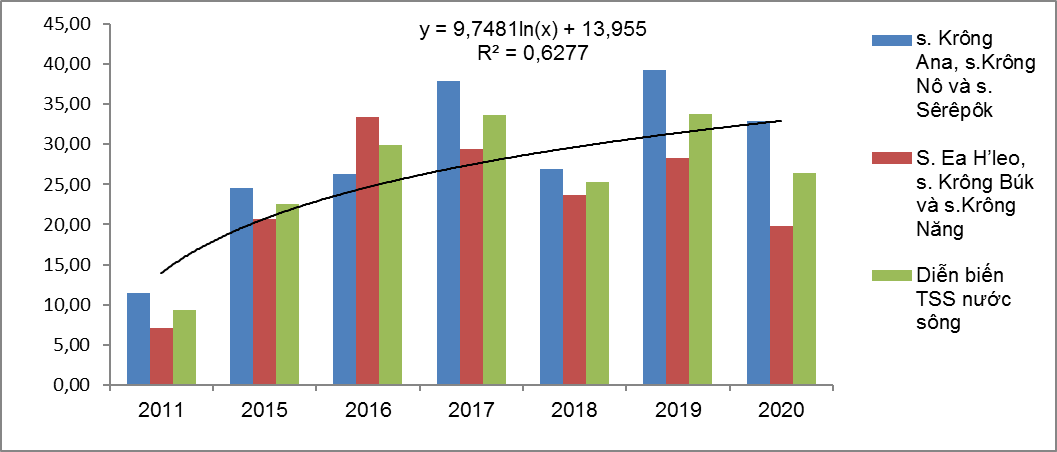 y = 9,7481ln(x) + 13,955
R² = 0,6277
45,00
40,00
35,00
30,00
25,00
20,00
15,00
10,00
5,00
0,00
2011 2015 2016 2017 2018 2019 2020
s. Krông
Ana, s.Krông
Nô và s.
Sêrêpôk
S. Ea H’leo,
s. Krông Búk
và s.Krông
Năng
Diễn biến
TSS nước
sông